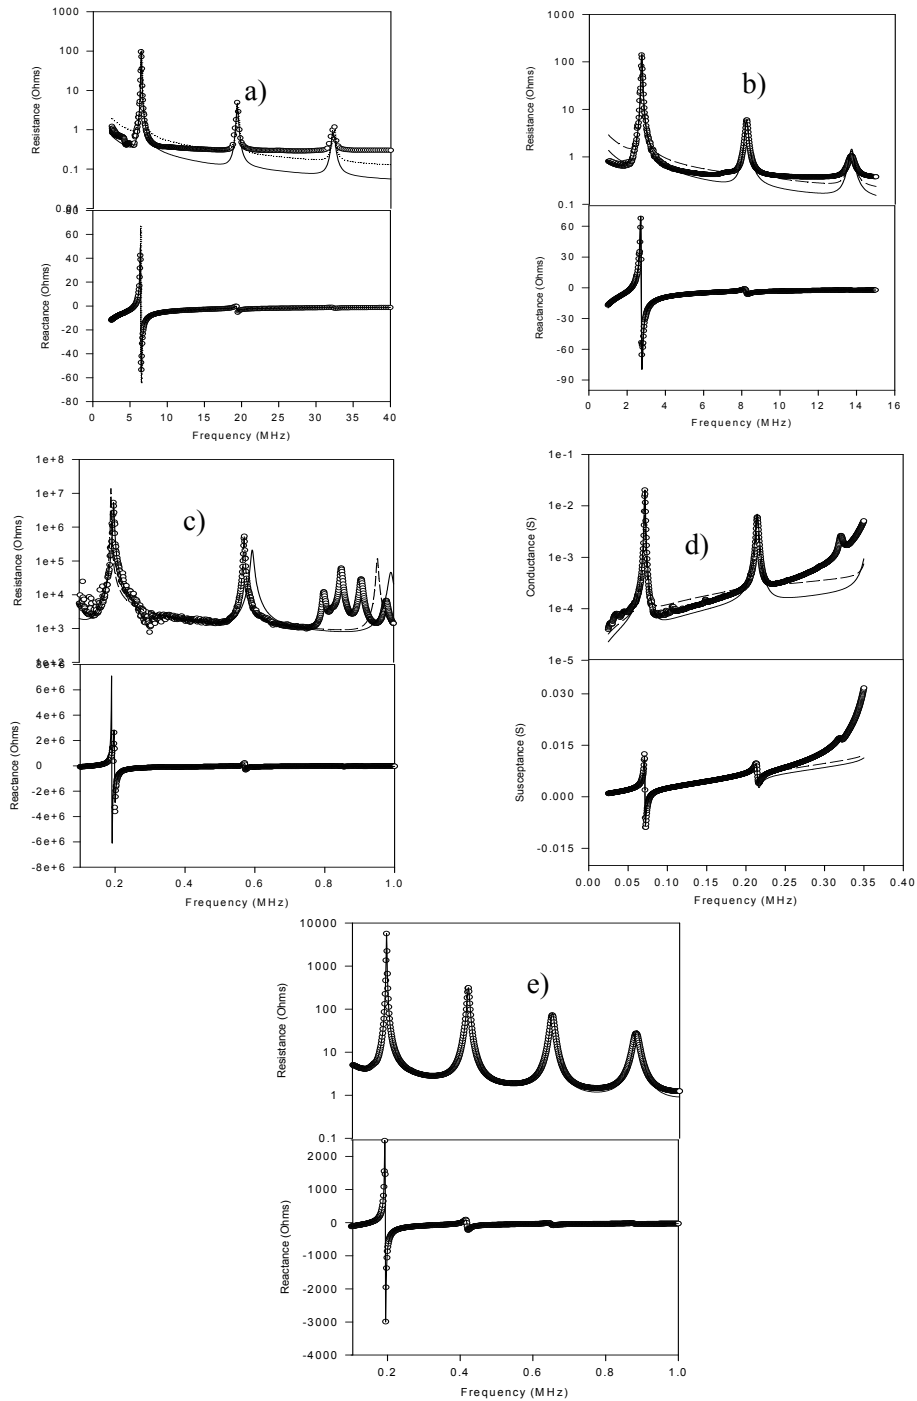 a)
Resistance (Ohms)
1000
100
10
1
0.1
0.01
Reactance (Ohms)
80
60
40
20
0
-20
-40
-60
-80
0 5 10 15 20 25 30 35 40
Frequency (MHz)
b)
Resistance (Ohms)
1000
100
10
1
0.1
Reactance (Ohms)
60
30
0
-30
-60
-90
0 2 4 6 8 10 12 14 16
Frequency (MHz)
c)
Resistance (Ohms)
1e+8
1e+7
1e+6
1e+5
1e+4
1e+3
1e+2
Reactance (Ohms)
8e+6
6e+6
4e+6
2e+6
0
-2e+6
-4e+6
-6e+6
-8e+6
0.2 0.4 0.6 0.8 1.0
Frequency (MHz)
d)
Conductance (S)
1e-1
1e-2
1e-3
1e-4
1e-5
Susceptance (S)
0.030
0.015
0.000
-0.015
0.00 0.05 0.10 0.15 0.20 0.25 0.30 0.35 0.40
Frequency (MHz)
e)
Resistance (Ohms)
10000
1000
100
10
1
0.1
Reactance (Ohms)
2000
1000
0
-1000
-2000
-3000
-4000
0.2 0.4 0.6 0.8 1.0
Frequency (MHz)